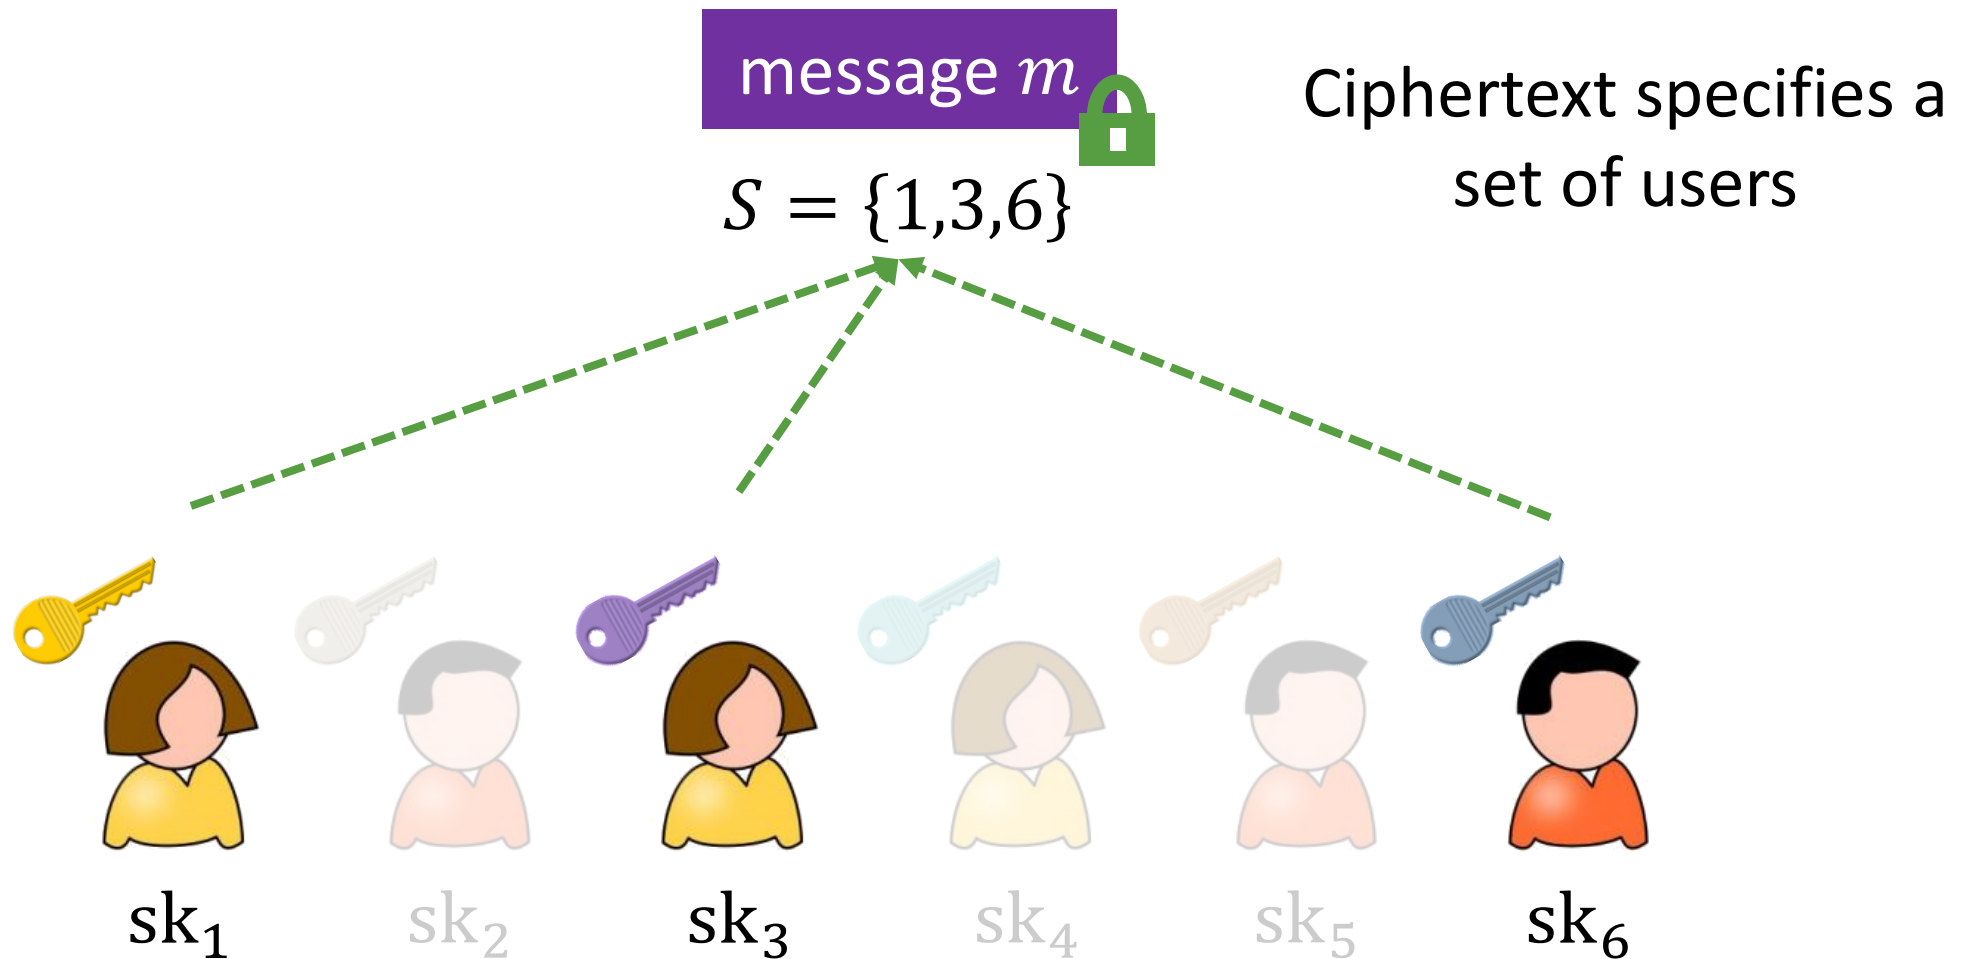 message m
Ciphertext specifies a
set of users
S = {1,3,6}
sk₁ sk₂ sk₃ sk₄ sk₅ sk₆